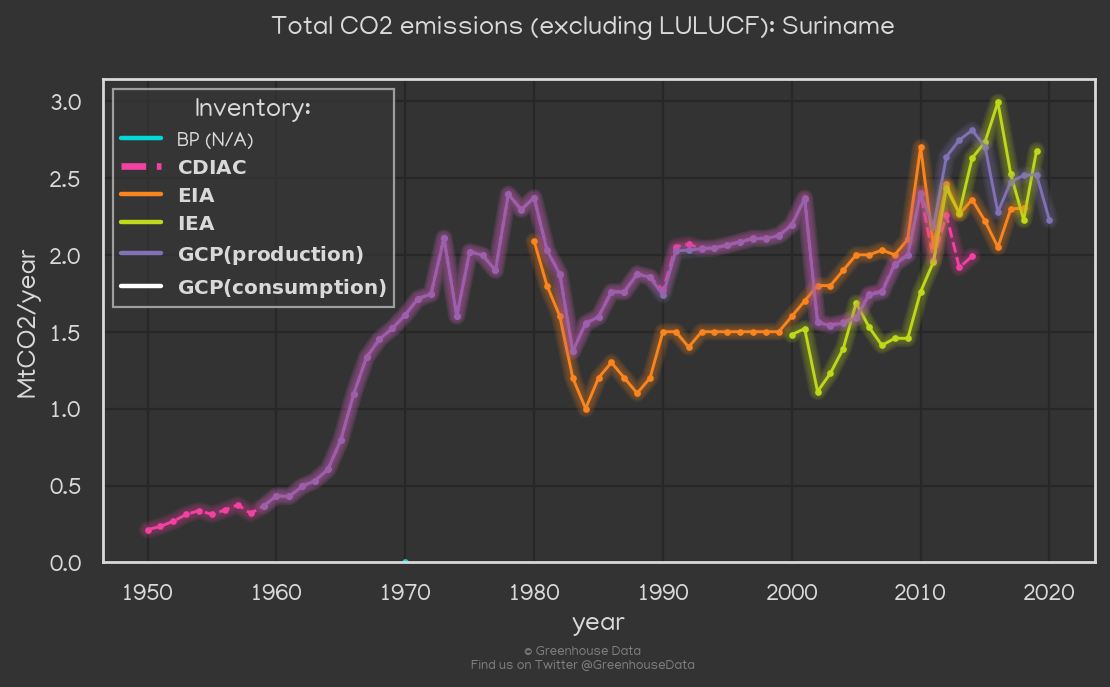 Total CO2 emissions (excluding LULUCF): Suriname
Inventory:
BP (N/A)
CDIAC
EIA
IEA
GCP(production)
GCP(consumption)
MtCO2/year
3.0
2.5
2.0
1.5
1.0
0.5
0.0
1950 1960 1970 1980 1990 2000 2010 2020
year
© Greenhouse Data
Find us on Twitter @GreenhouseData